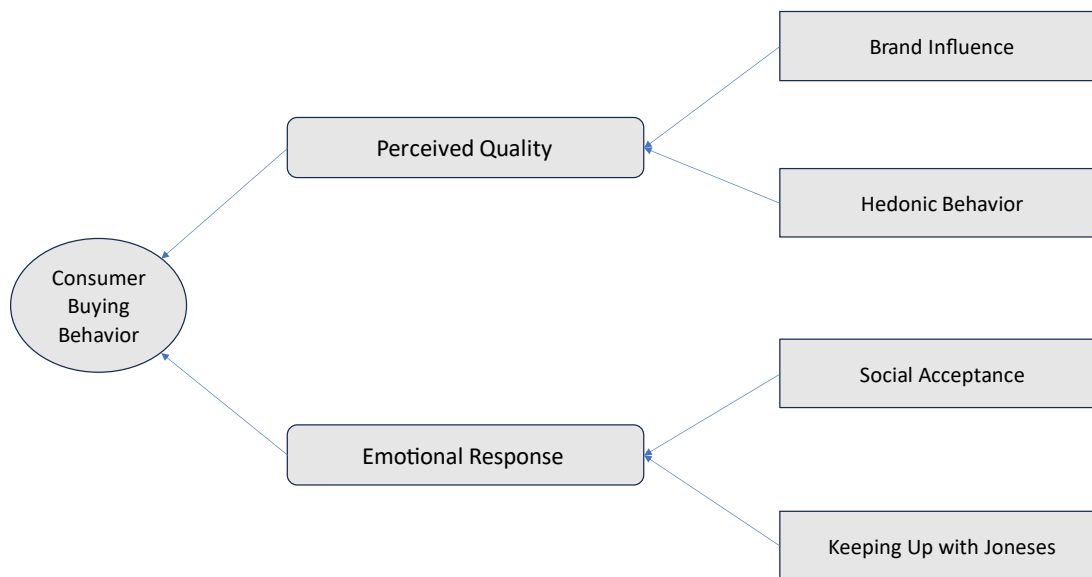 Brand Influence
Perceived Quality
Hedonic Behavior
Consumer
Buying
Behavior
Social Acceptance
Emotional Response
Keeping Up with Joneses